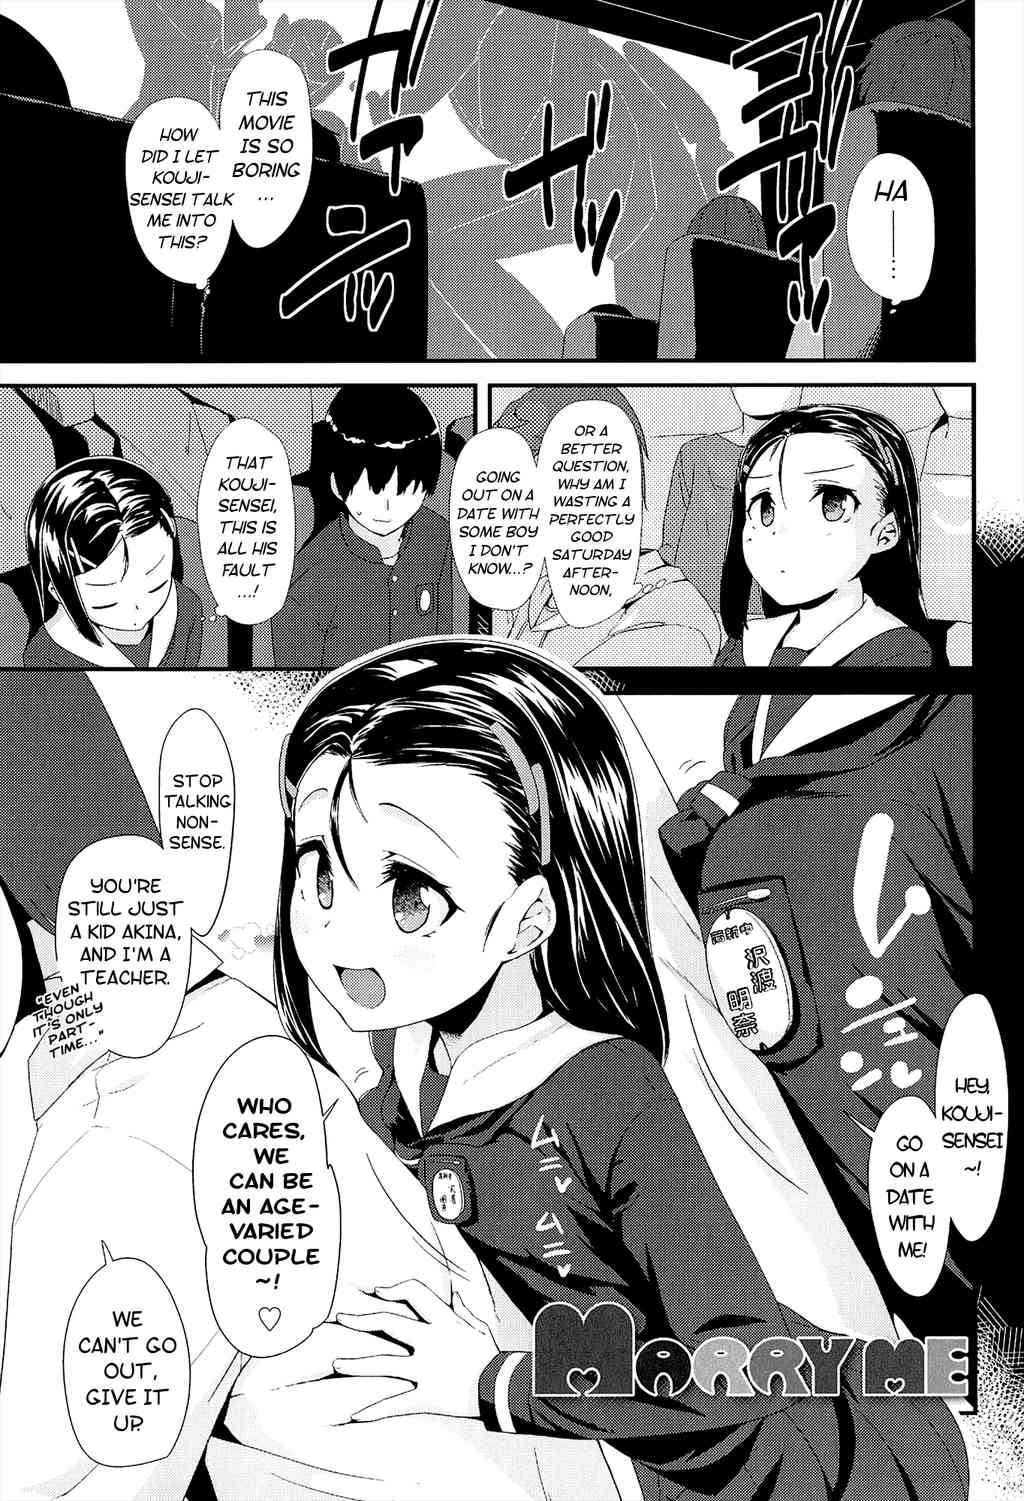 HA
......
THIS
MOVIE
IS SO
BORING
...
HOW
DID I LET
KOUJI-
SENSEI TALK
ME INTO
THIS?
OR A
BETTER
QUESTION,
WHY AM I
WASTING A
PERFECTLY
GOOD
SATURDAY
AFTER-
NOON,
GOING
OUT ON A
DATE WITH
SOME BOY
I DON'T
KNOW...?
THAT
KOUJI-
SENSEI,
THIS IS
ALL HIS
FAULT
....!
HEY,
KOUJI-
SENSEI
~!
GO
ON A
DATE
WITH
ME!
沢渡
明奈
STOP
TALKING
NON-
SENSE.
YOU'RE
STILL JUST
A KID AKINA,
AND I'M A
TEACHER.
"EVEN
THOUGH
IT'S ONLY
PART-
TIME..."
WHO
CARES,
WE
CAN BE
AN AGE-
VARIED
COUPLE
~!
♡
ムー
ムー
WE
CAN'T GO
OUT,
GIVE IT
UP.
MARRY ME